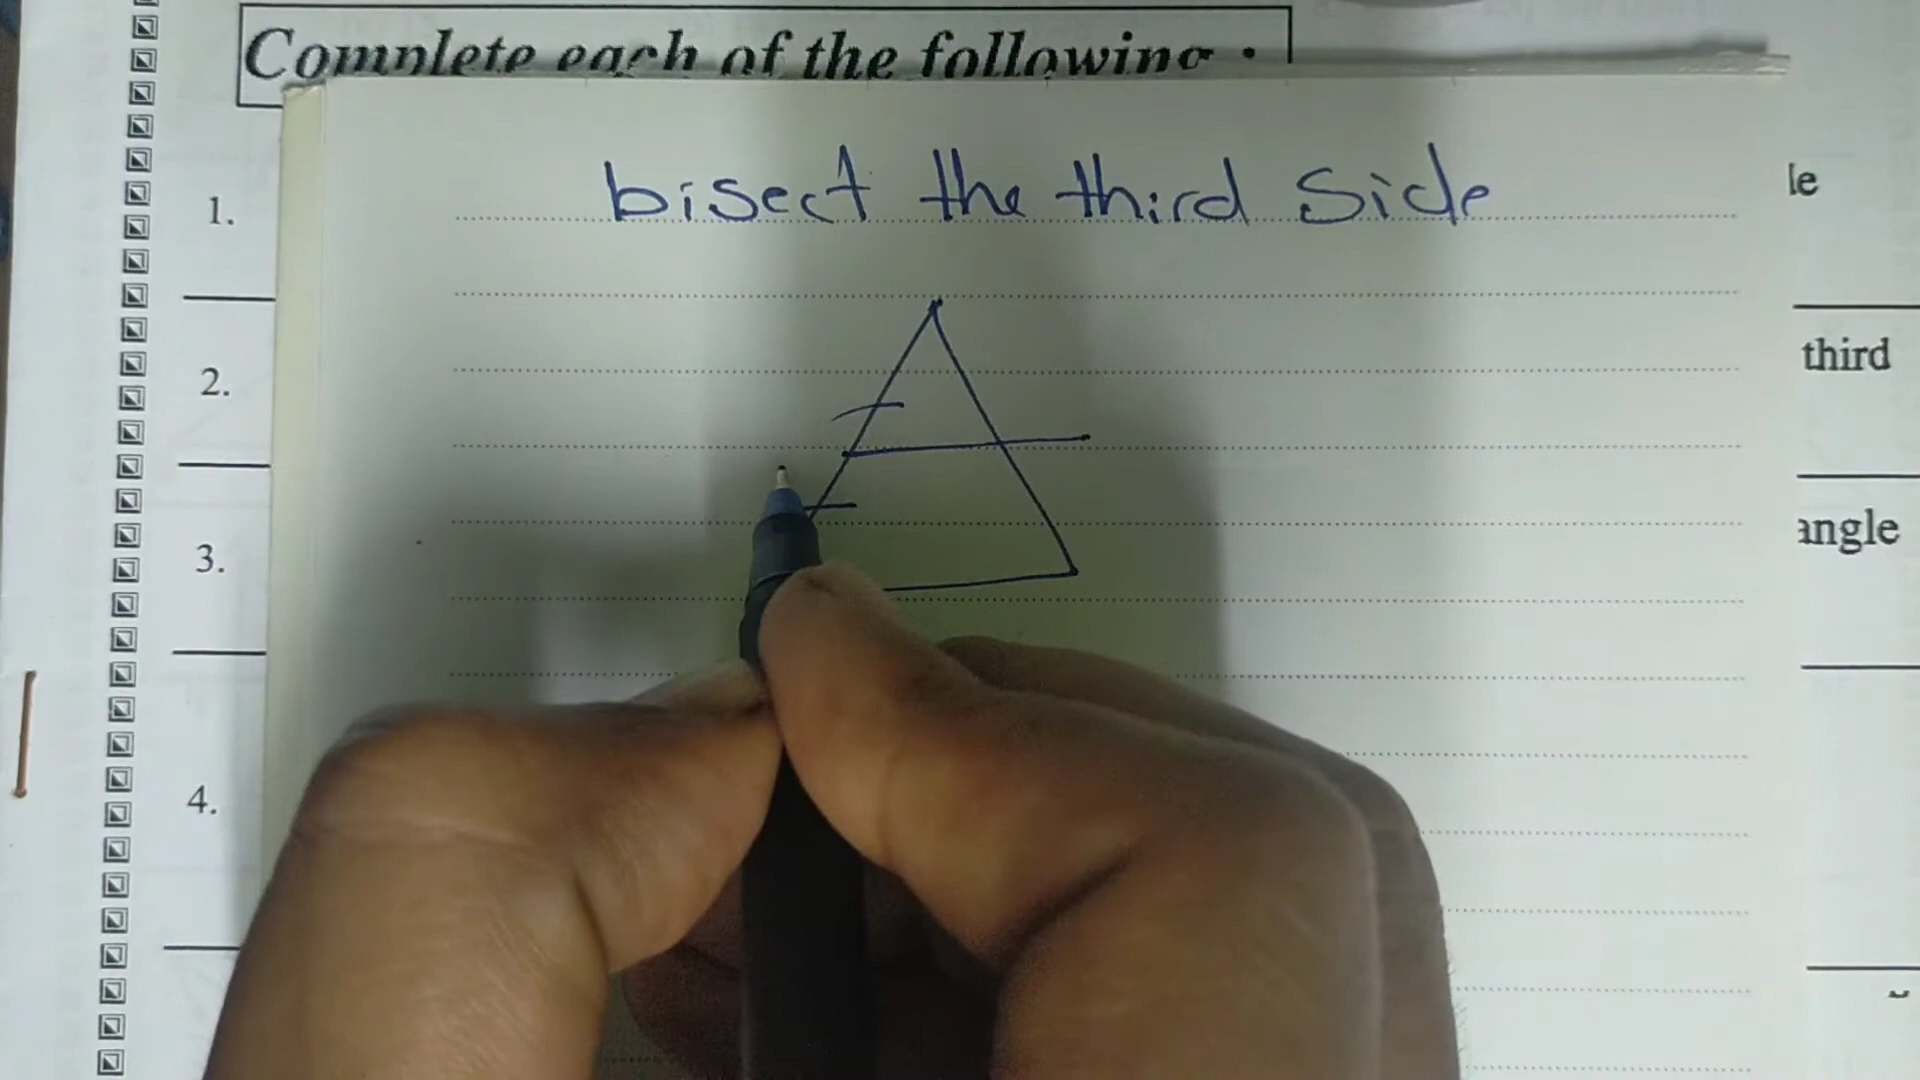 Complete each of the following :
bisect the third Side
1.
le
2.
third
3.
angle
4.